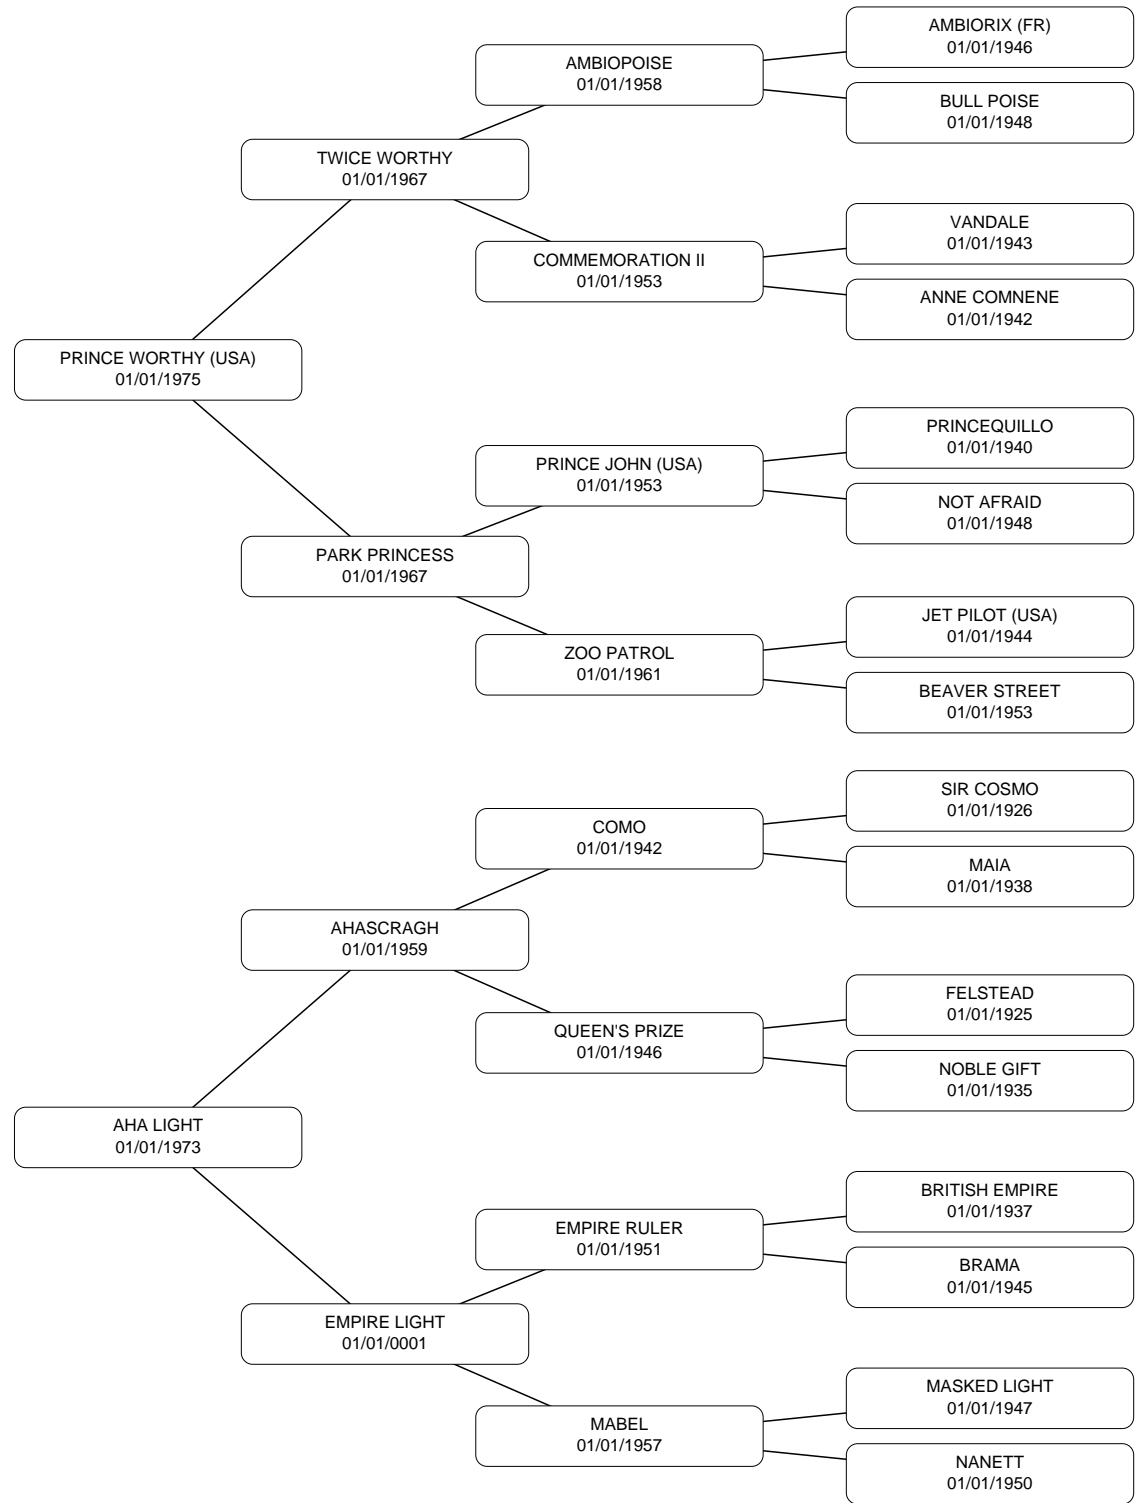 AMBIORIX (FR)
01/01/1946
AMBIOPOISE
01/01/1958
BULL POISE
01/01/1948
TWICE WORTHY
01/01/1967
VANDALE
01/01/1943
COMMEMORATION II
01/01/1953
ANNE COMNENE
01/01/1942
PRINCE WORTHY (USA)
01/01/1975
PRINCEQUILLO
01/01/1940
PRINCE JOHN (USA)
01/01/1953
NOT AFRAID
01/01/1948
PARK PRINCESS
01/01/1967
JET PILOT (USA)
01/01/1944
ZOO PATROL
01/01/1961
BEAVER STREET
01/01/1953
SIR COSMO
01/01/1926
COMO
01/01/1942
MAIA
01/01/1938
AHASCRAGH
01/01/1959
FELSTEAD
01/01/1925
QUEEN'S PRIZE
01/01/1946
NOBLE GIFT
01/01/1935
AHA LIGHT
01/01/1973
BRITISH EMPIRE
01/01/1937
EMPIRE RULER
01/01/1951
BRAMA
01/01/1945
EMPIRE LIGHT
01/01/0001
MASKED LIGHT
01/01/1947
MABEL
01/01/1957
NANETT
01/01/1950